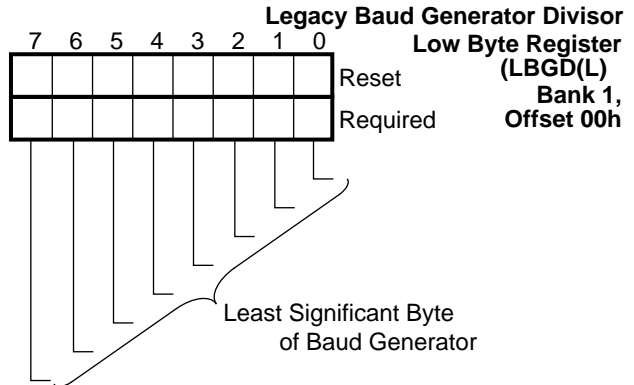 Legacy Baud Generator Divisor
Low Byte Register
(LBGD(L)
Bank 1,
Offset 00h
7 6 5 4 3 2 1 0
Reset
Required
Least Significant Byte
of Baud Generator